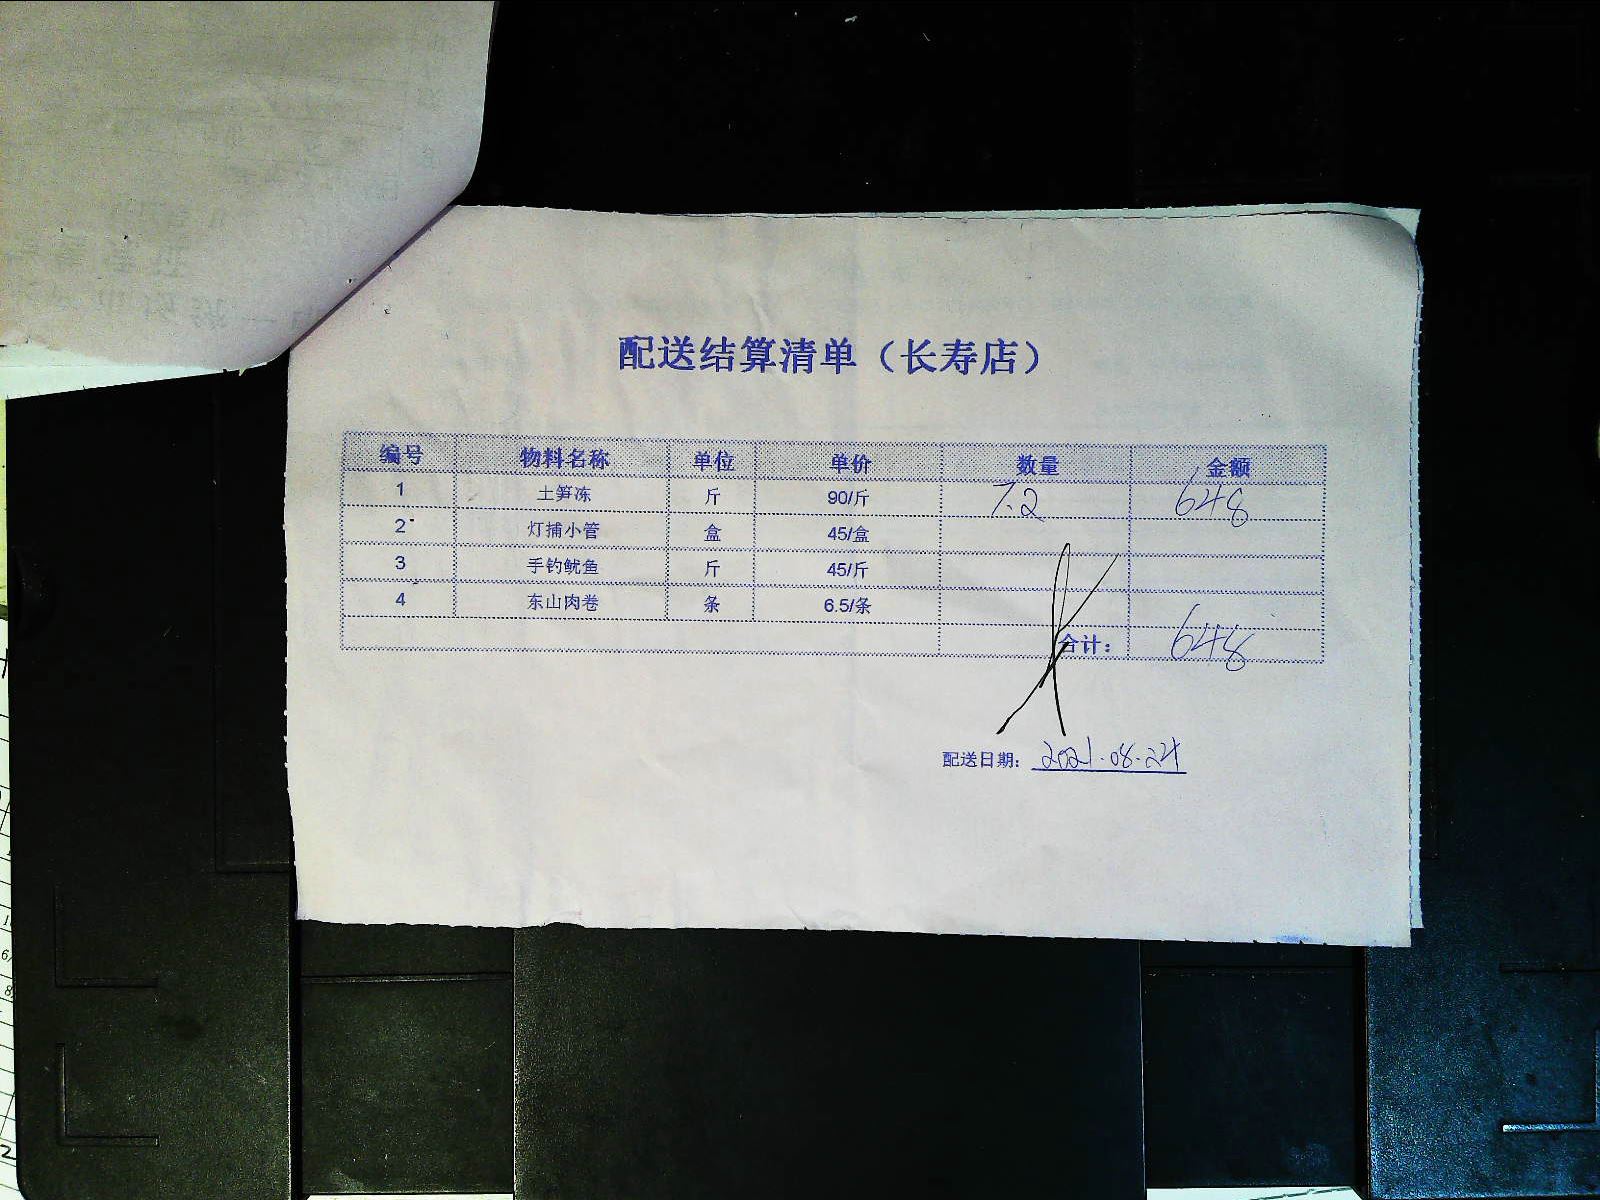 配送结算清单（长寿店）
编号 物料名称 单位 单价 数量 金额
1 土笋冻 斤 90/斤 7.2 648
2 灯捕小管 盒 45/盒
3 手钓鱿鱼 斤 45/斤
4 东山肉卷 条 6.5/条
合计： 648
配送日期： 2021.08.24